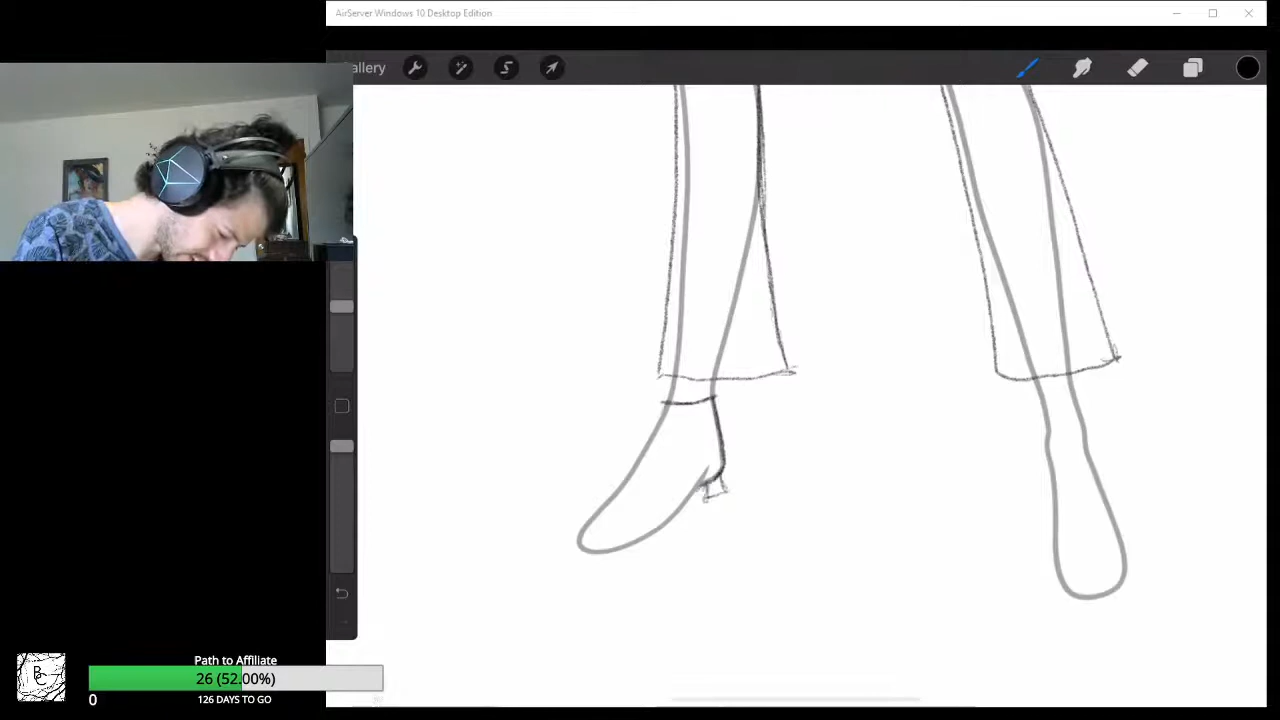 AirServer Windows 10 Desktop Edition
allery
Path to Affiliate
26 (52.00%)
0
126 DAYS TO GO